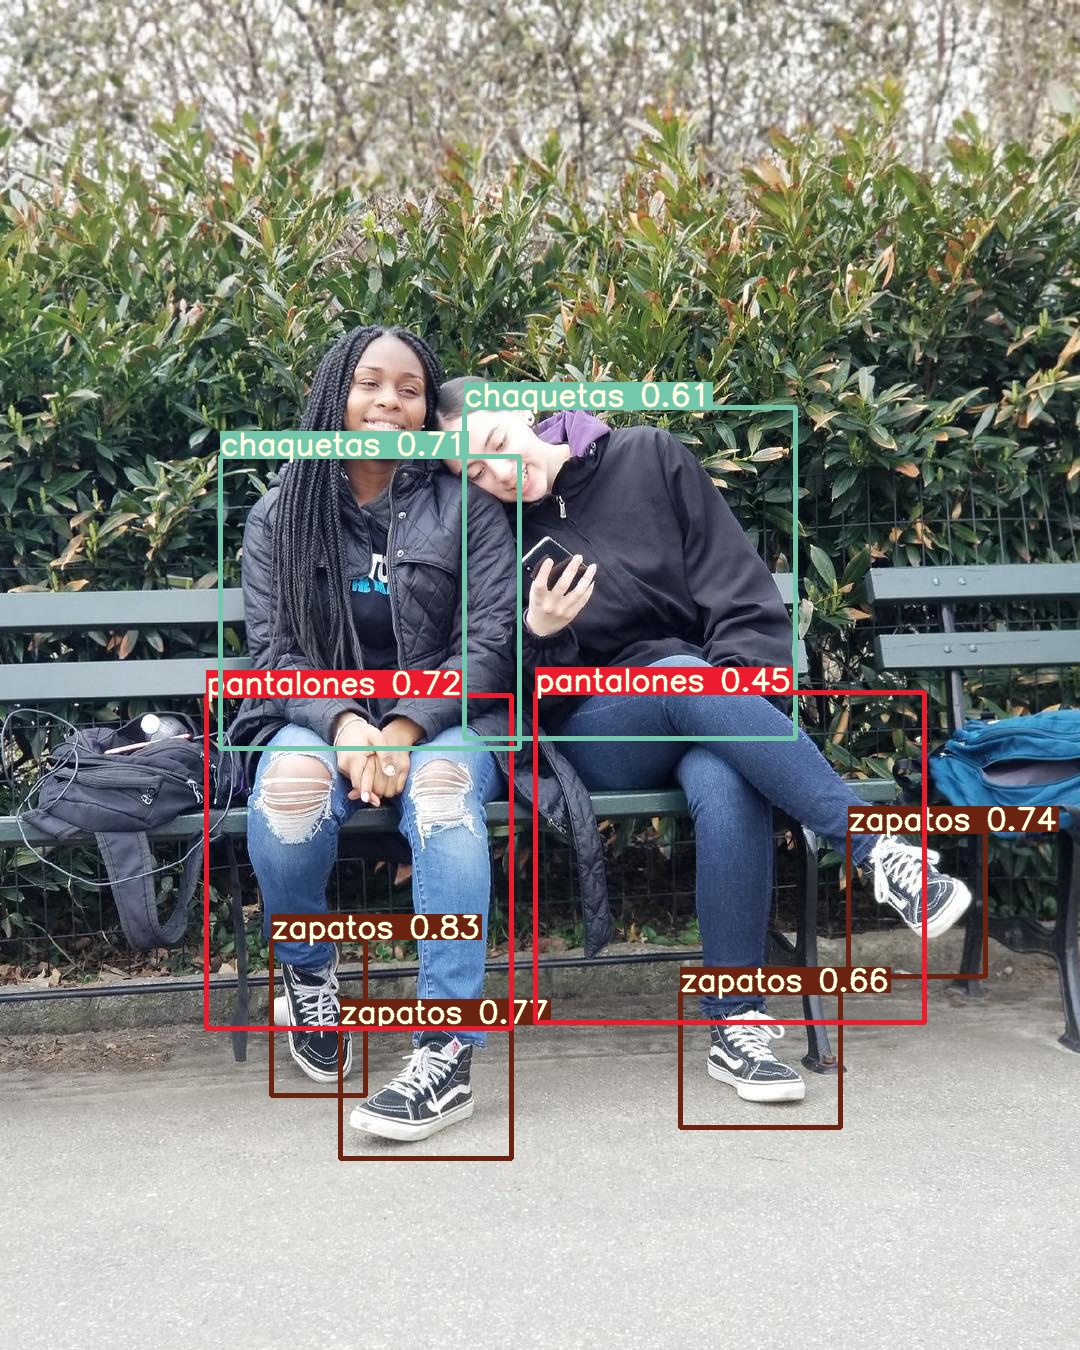 chaquetas 0.61
chaquetas 0.71
pantalones 0.72
pantalones 0.45
zapatos 0.74
zapatos 0.83
zapatos 0.66
zapatos 0.77